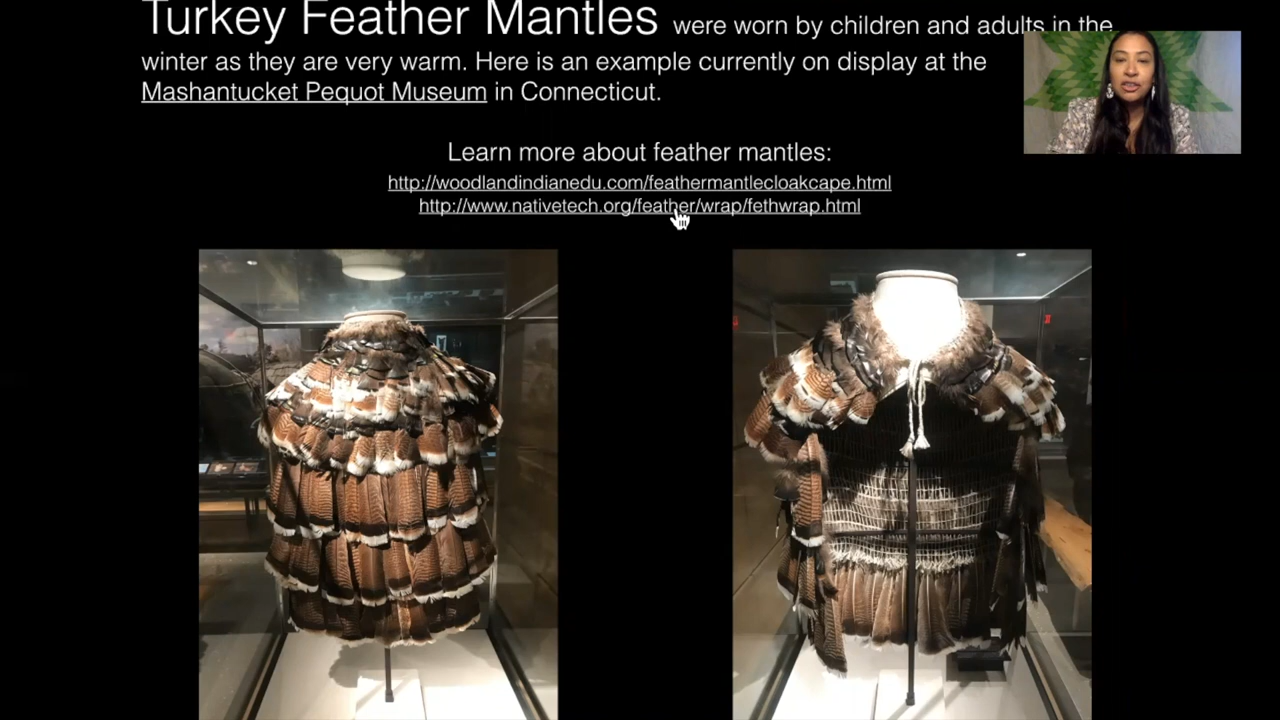 Turkey Feather Mantles were worn by children and adults in the
winter as they are very warm. Here is an example currently on display at the
Mashantucket Pequot Museum in Connecticut.
Learn more about feather mantles:
http://woodlandindianedu.com/feathermantlecloakcape.html
http://www.nativetech.org/feather/wrap/fethwrap.html